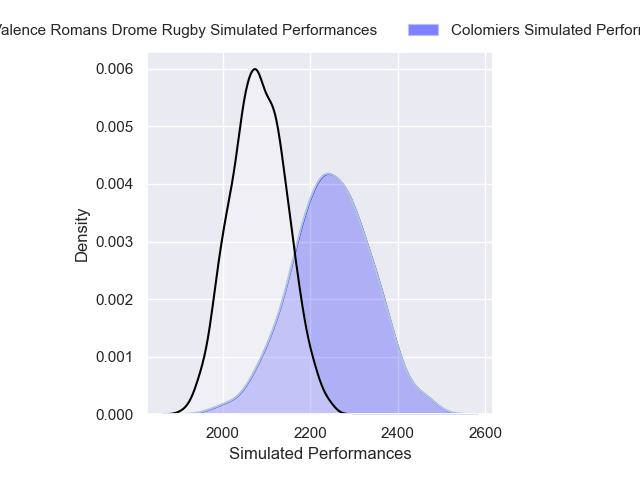 Valence Romans Drome Rugby Simulated Performances
Colomiers Simulated Perfor
0.006
0.005
0.004
0.003
0.002
0.001
0.000
Density
2000 2200 2400 2600
Simulated Performances